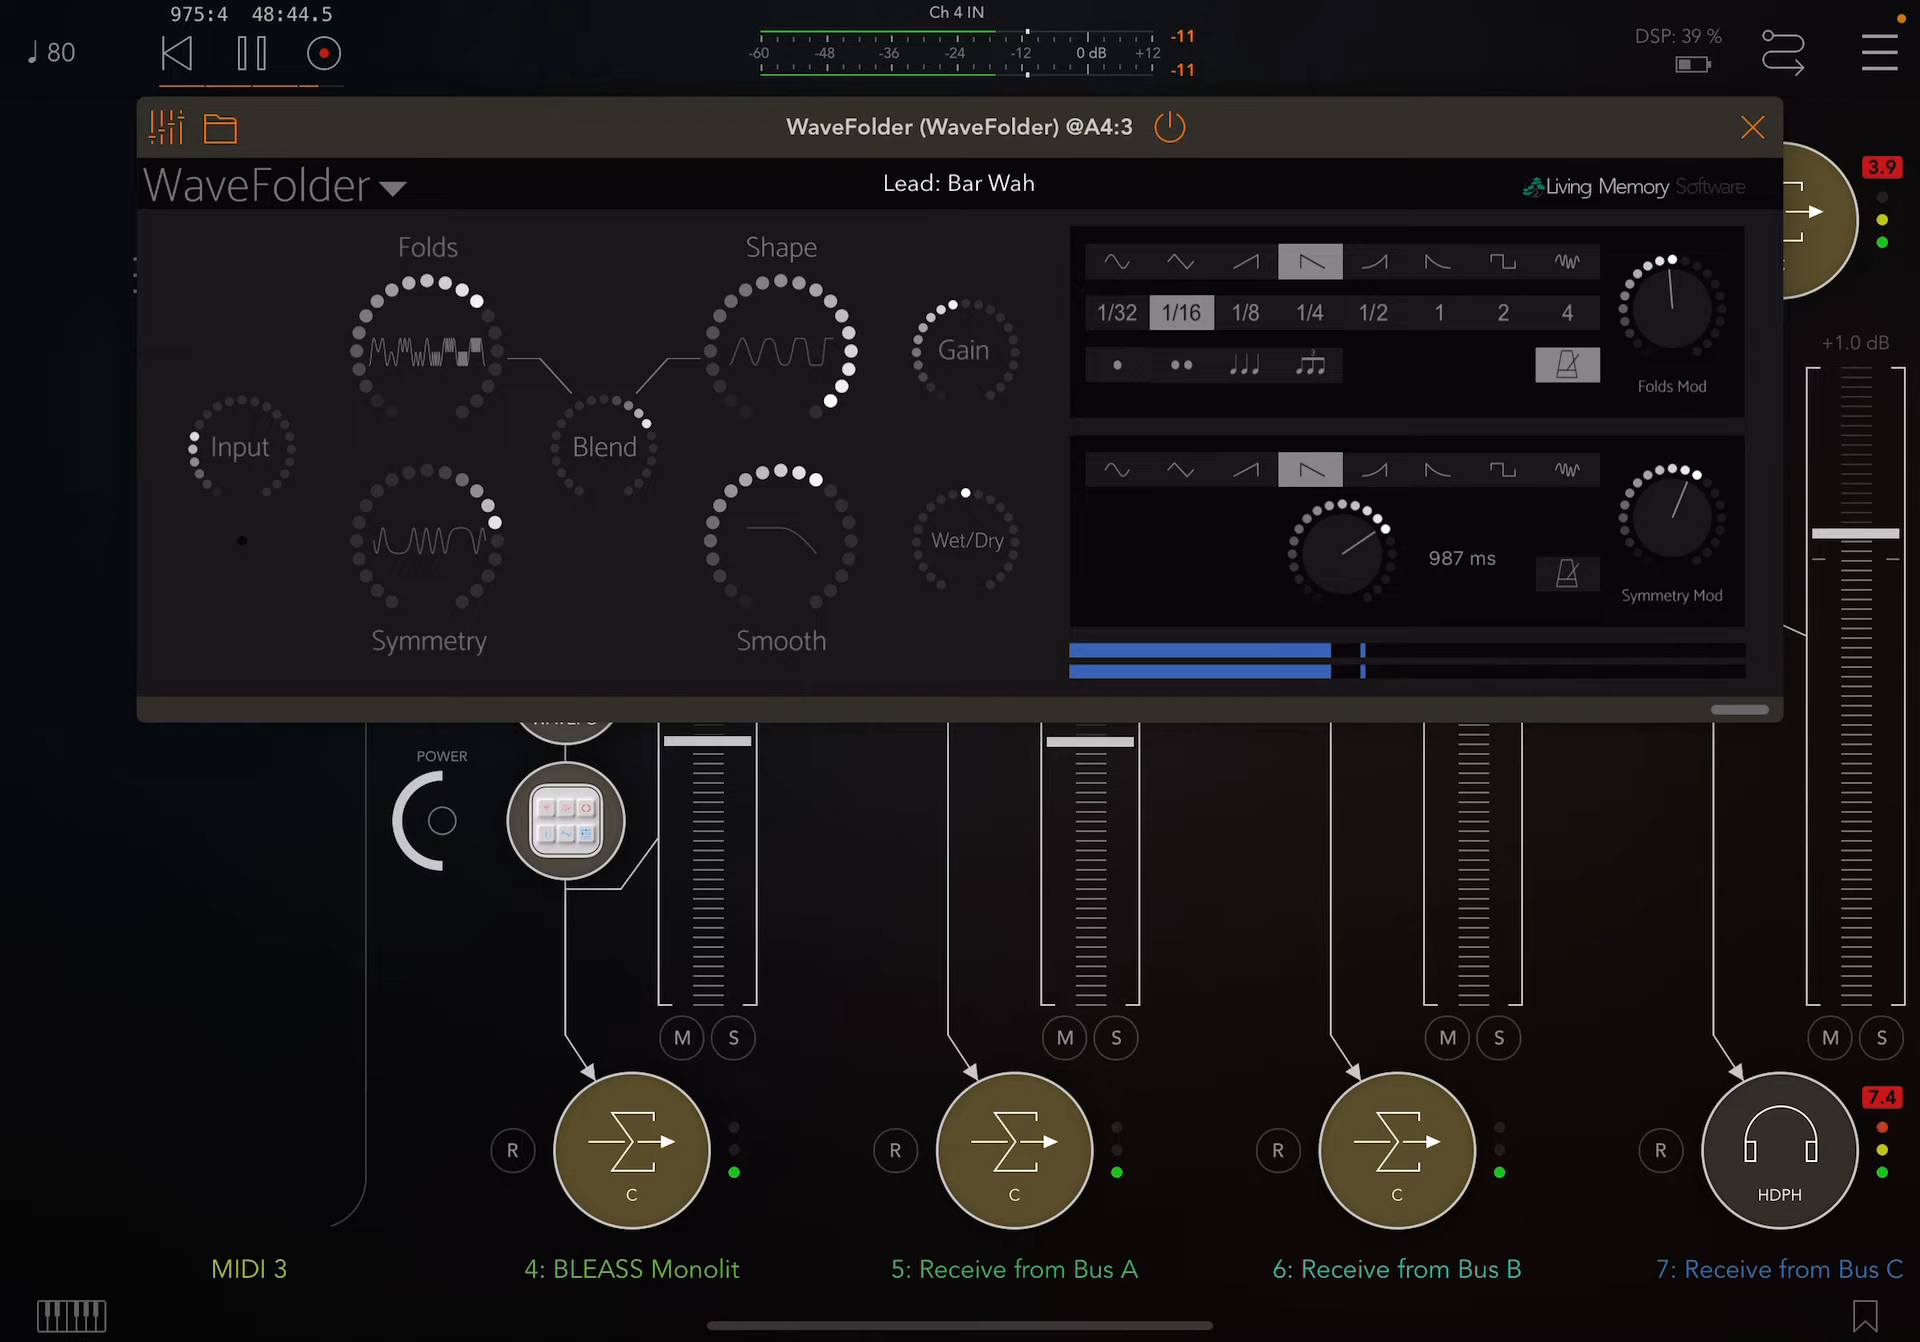 975:4 48:44.5
Ch 4 IN
♩ 80
-60 -48 -36 -24 -12 0 dB +12
-11
-11
DSP: 39 %
WaveFolder (WaveFolder) @A4:3
WaveFolder
Lead: Bar Wah
Living Memory Software
3.9
Folds
Shape
Gain
Input
Blend
Wet/Dry
Symmetry
Smooth
1/32 1/16 1/8 1/4 1/2 1 2 4
3
Folds Mod
987 ms
Symmetry Mod
+1.0 dB
POWER
M S M S M S M S
7.4
R C R C R C R HDPH
MIDI 3
4: BLEASS Monolit
5: Receive from Bus A
6: Receive from Bus B
7: Receive from Bus C